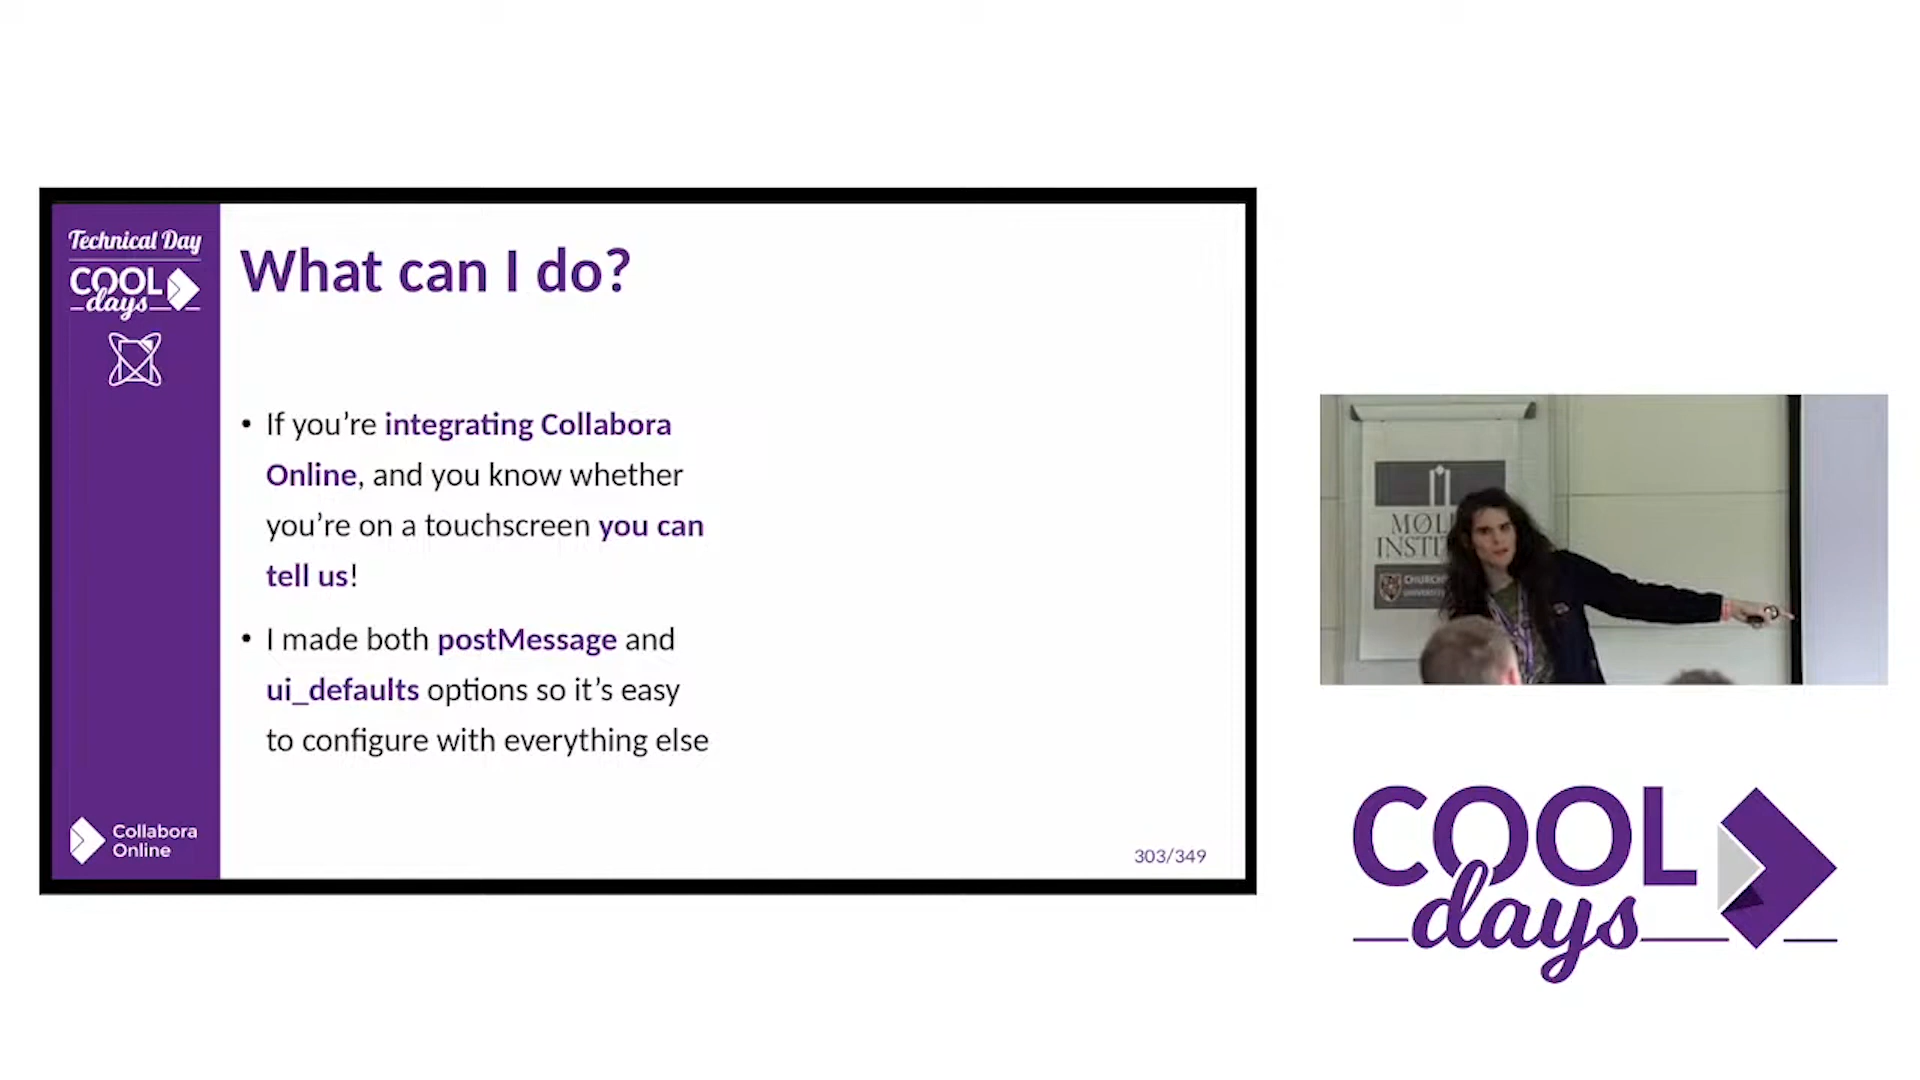 Technical Day
COOL
days
What can I do?
• If you’re integrating Collabora
Online, and you know whether
you’re on a touchscreen you can
tell us!
• I made both postMessage and
ui_defaults options so it’s easy
to configure with everything else
Collabora
Online
303/349
MØL
INSTI
CHURCH
UNIVERSIT
COOL
days